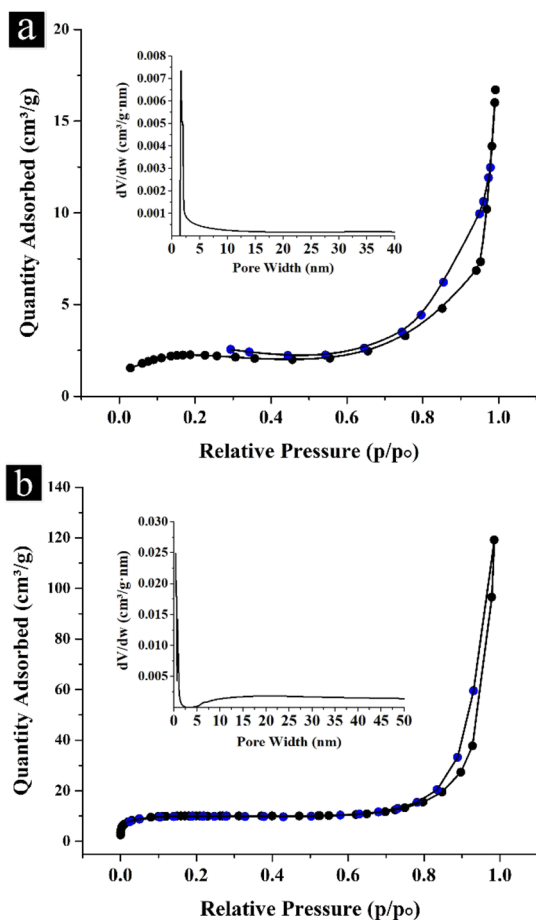 a
20
15
10
5
0
Quantity Adsorbed (cm³/g)
0.008
0.007
0.006
0.005
0.004
0.003
0.002
0.001
dV/dw (cm³/g·nm)
0 5 10 15 20 25 30 35 40
Pore Width (nm)
0.0 0.2 0.4 0.6 0.8 1.0
Relative Pressure (p/p₀)
b
140
120
100
80
60
40
20
0
Quantity Adsorbed (cm³/g)
0.030
0.025
0.020
0.015
0.010
0.005
dV/dw (cm³/g·nm)
0 5 10 15 20 25 30 35 40 45 50
Pore Width (nm)
0.0 0.2 0.4 0.6 0.8 1.0
Relative Pressure (p/p₀)